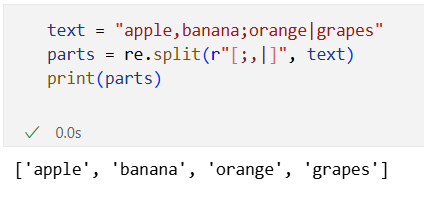 text = "apple,banana;orange|grapes"
parts = re.split(r"[;,|]", text)
print(parts)
0.0s
['apple', 'banana', 'orange', 'grapes']